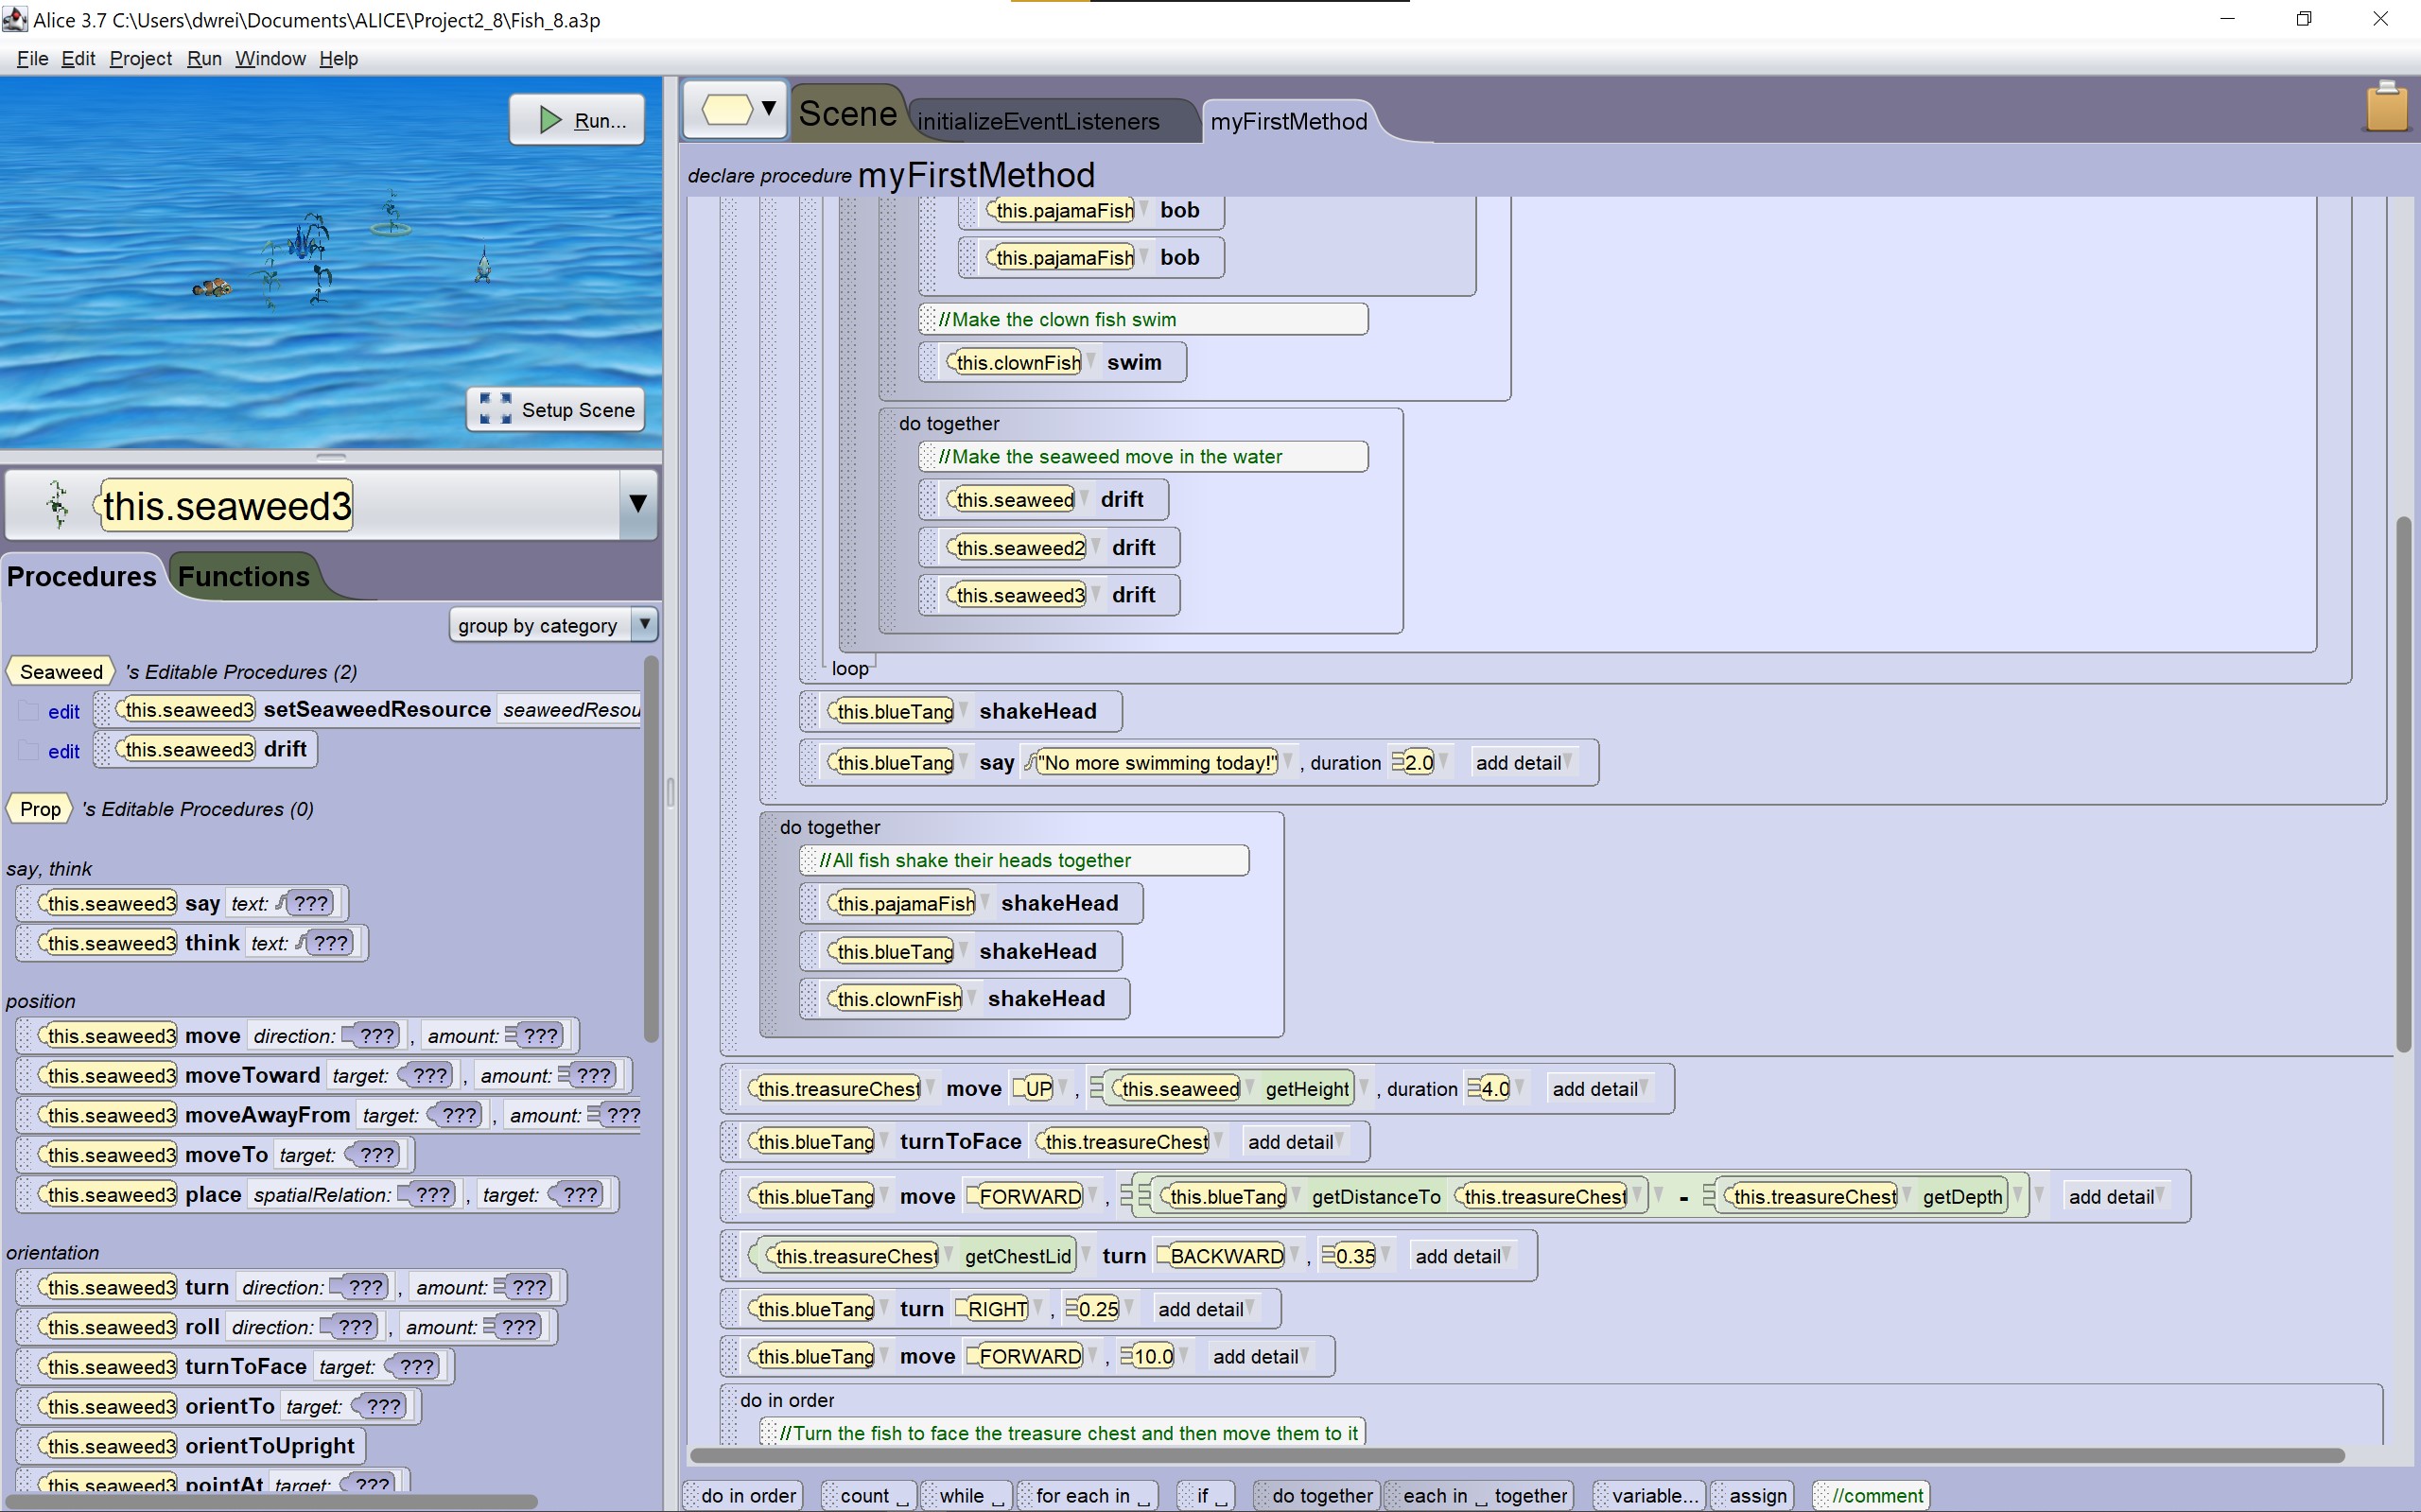 Alice 3.7 C:\Users\dwrei\Documents\ALICE\Project2_8\Fish_8.a3p
File Edit Project Run Window Help
Run...
Setup Scene
this.seaweed3
Procedures Functions
group by category
Seaweed 's Editable Procedures (2)
edit this.seaweed3 setSeaweedResource seaweedResou
edit this.seaweed3 drift
Prop 's Editable Procedures (0)
say, think
this.seaweed3 say text: ???
this.seaweed3 think text: ???
position
this.seaweed3 move direction: ??? , amount: ???
this.seaweed3 moveToward target: ??? , amount: ???
this.seaweed3 moveAwayFrom target: ??? , amount: ???
this.seaweed3 moveTo target: ???
this.seaweed3 place spatialRelation: ??? , target: ???
orientation
this.seaweed3 turn direction: ??? , amount: ???
this.seaweed3 roll direction: ??? , amount: ???
this.seaweed3 turnToFace target: ???
this.seaweed3 orientTo target: ???
this.seaweed3 orientToUpright
this.seaweed3 pointAt target: ???
Scene initializeEventListeners myFirstMethod
declare procedure myFirstMethod
this.pajamaFish bob
this.pajamaFish bob
//Make the clown fish swim
this.clownFish swim
do together
//Make the seaweed move in the water
this.seaweed drift
this.seaweed2 drift
this.seaweed3 drift
loop
this.blueTang shakeHead
this.blueTang say "No more swimming today!" , duration 2.0 add detail
do together
//All fish shake their heads together
this.pajamaFish shakeHead
this.blueTang shakeHead
this.clownFish shakeHead
this.treasureChest move UP , this.seaweed getHeight , duration 4.0 add detail
this.blueTang turnToFace this.treasureChest add detail
this.blueTang move FORWARD , this.blueTang getDistanceTo this.treasureChest - this.treasureChest getDepth add detail
this.treasureChest getChestLid turn BACKWARD , 0.35 add detail
this.blueTang turn RIGHT , 0.25 add detail
this.blueTang move FORWARD , 10.0 add detail
do in order
//Turn the fish to face the treasure chest and then move them to it
do in order count ␣ while ␣ for each in ␣ if ␣ do together each in ␣ together variable... assign //comment